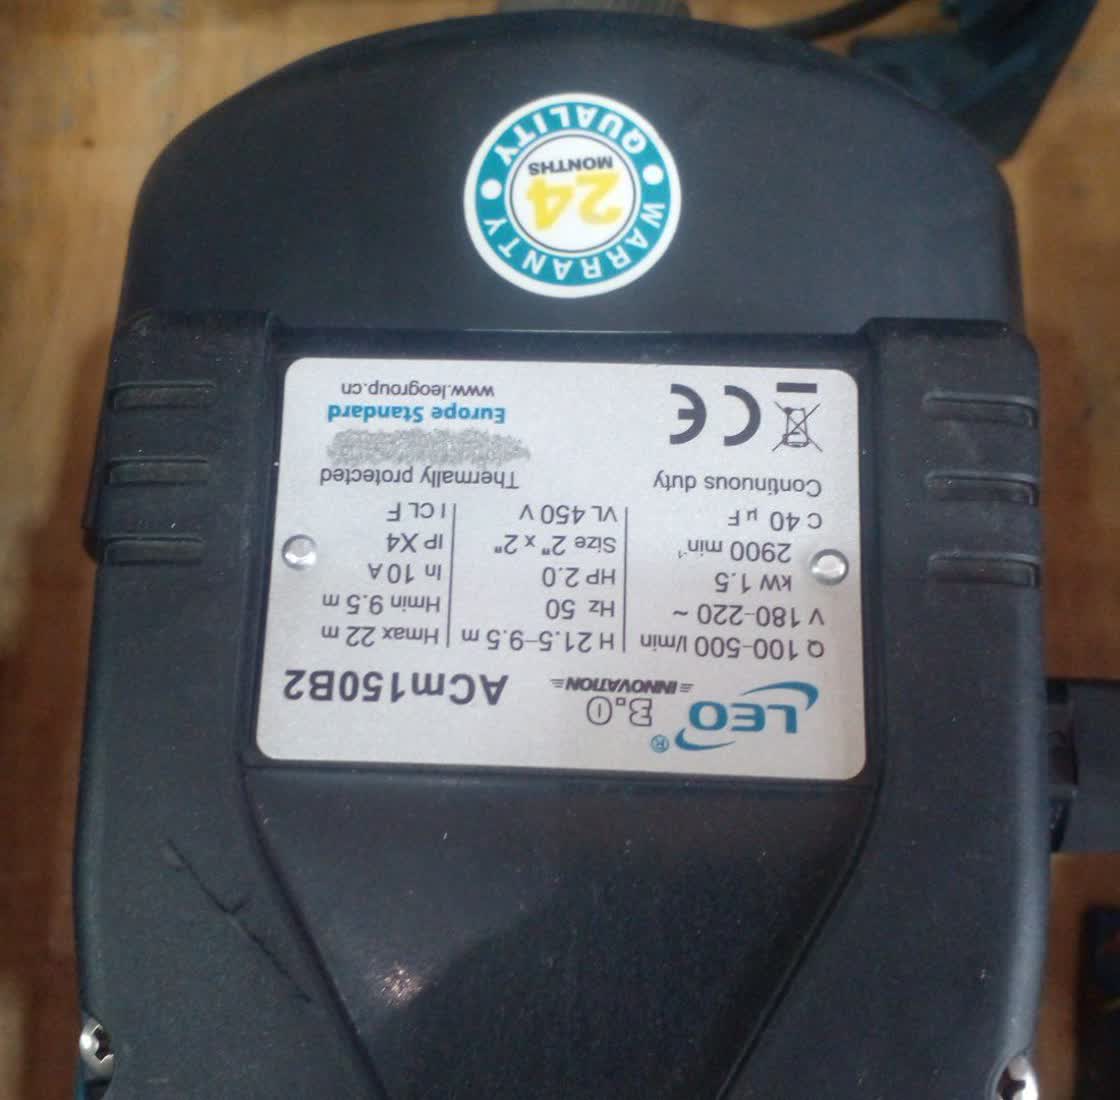 LEO® 3.0
INNOVATION
ACm150B2
Q 100-500 l/min H 21.5-9.5 m Hmax 22 m
V 180-220 ~ Hz 50 Hmin 9.5 m
kW 1.5 HP 2.0 In 10 A
2900 min⁻¹ Size 2" x 2" IP X4
C 40 μF VL 450 V I CL F
Continuous duty Thermally protected
CE
Europe Standard
www.leogroup.cn
WARRANTY • QUALITY •
24
MONTHS